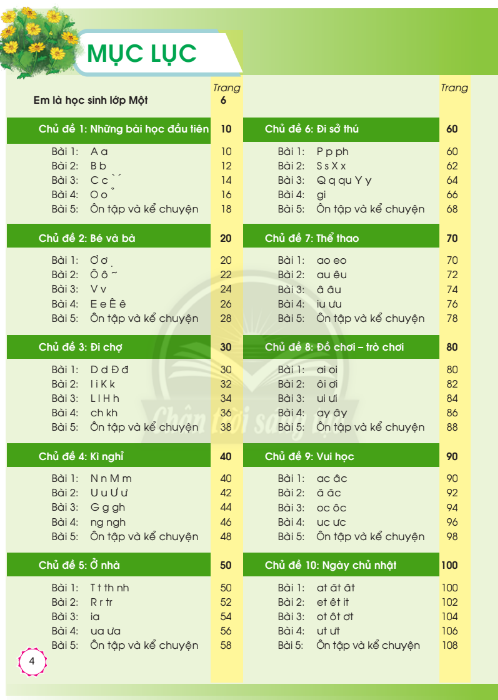 MỤC LỤC
Trang
Em là học sinh lớp Một 6
Chủ đề 1: Những bài học đầu tiên 10
Bài 1: A a 10
Bài 2: B b 12
Bài 3: C c ` ´ 14
Bài 4: O o ̉ 16
Bài 5: Ôn tập và kể chuyện 18
Chủ đề 2: Bé và bà 20
Bài 1: Ơ ơ . 20
Bài 2: Ô ô ~ 22
Bài 3: V v 24
Bài 4: E e Ê ê 26
Bài 5: Ôn tập và kể chuyện 28
Chủ đề 3: Đi chợ 30
Bài 1: D d Đ đ 30
Bài 2: I i K k 32
Bài 3: L l H h 34
Bài 4: ch kh 36
Bài 5: Ôn tập và kể chuyện 38
Chủ đề 4: Kì nghỉ 40
Bài 1: N n M m 40
Bài 2: U u Ư ư 42
Bài 3: G g gh 44
Bài 4: ng ngh 46
Bài 5: Ôn tập và kể chuyện 48
Chủ đề 5: Ở nhà 50
Bài 1: T t th nh 50
Bài 2: R r tr 52
Bài 3: ia 54
Bài 4: ua ưa 56
Bài 5: Ôn tập và kể chuyện 58
Trang
Chủ đề 6: Đi sở thú 60
Bài 1: P p ph 60
Bài 2: S s X x 62
Bài 3: Q q qu Y y 64
Bài 4: gi 66
Bài 5: Ôn tập và kể chuyện 68
Chủ đề 7: Thể thao 70
Bài 1: ao eo 70
Bài 2: au êu 72
Bài 3: â âu 74
Bài 4: iu ưu 76
Bài 5: Ôn tập và kể chuyện 78
Chủ đề 8: Đồ chơi – trò chơi 80
Bài 1: ai oi 80
Bài 2: ôi ơi 82
Bài 3: ui ưi 84
Bài 4: ay ây 86
Bài 5: Ôn tập và kể chuyện 88
Chủ đề 9: Vui học 90
Bài 1: ac âc 90
Bài 2: ă ăc 92
Bài 3: oc ôc 94
Bài 4: uc ưc 96
Bài 5: Ôn tập và kể chuyện 98
Chủ đề 10: Ngày chủ nhật 100
Bài 1: at ăt ât 100
Bài 2: et êt it 102
Bài 3: ot ôt ơt 104
Bài 4: ut ưt 106
Bài 5: Ôn tập và kể chuyện 108
Chân trời sáng tạo
4